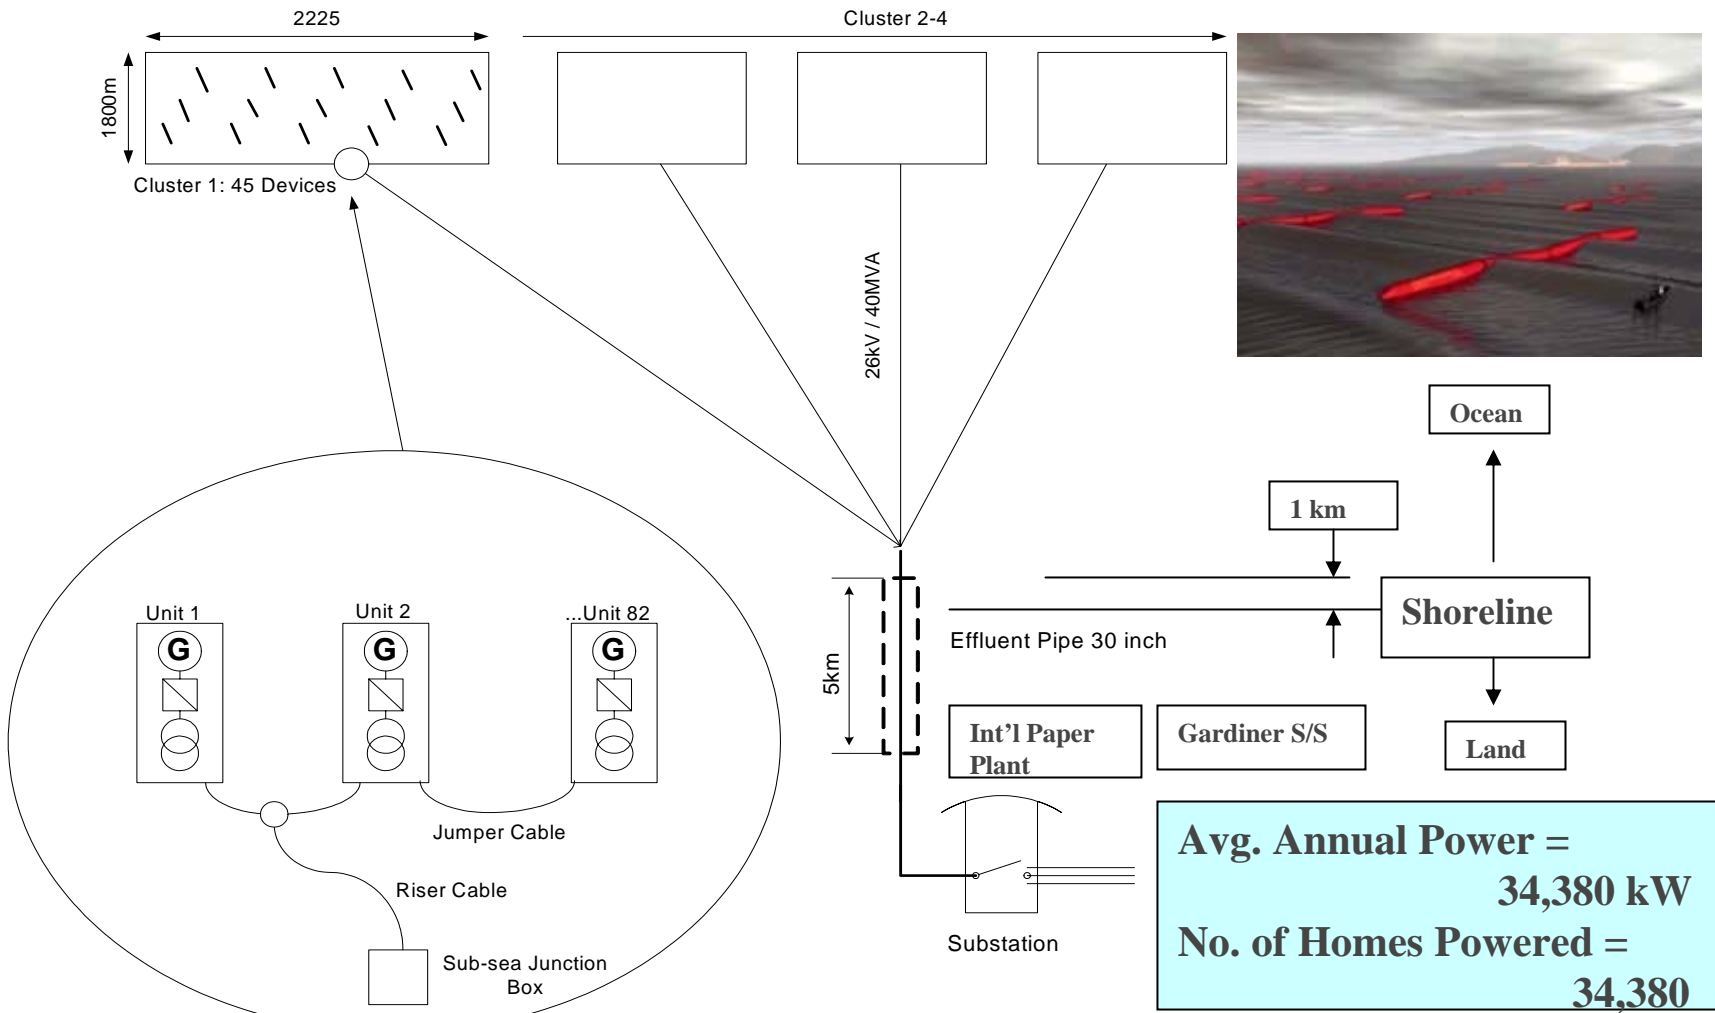 2225
Cluster 2-4
1800m
Cluster 1: 45 Devices
26kV / 40MVA
Ocean
1 km
Shoreline
Unit 1
Unit 2
...Unit 82
G
G
G
5km
Effluent Pipe 30 inch
Int'l Paper
Plant
Gardiner S/S
Land
Jumper Cable
Riser Cable
Sub-sea Junction
Box
Substation
Avg. Annual Power =
34,380 kW
No. of Homes Powered =
34,380